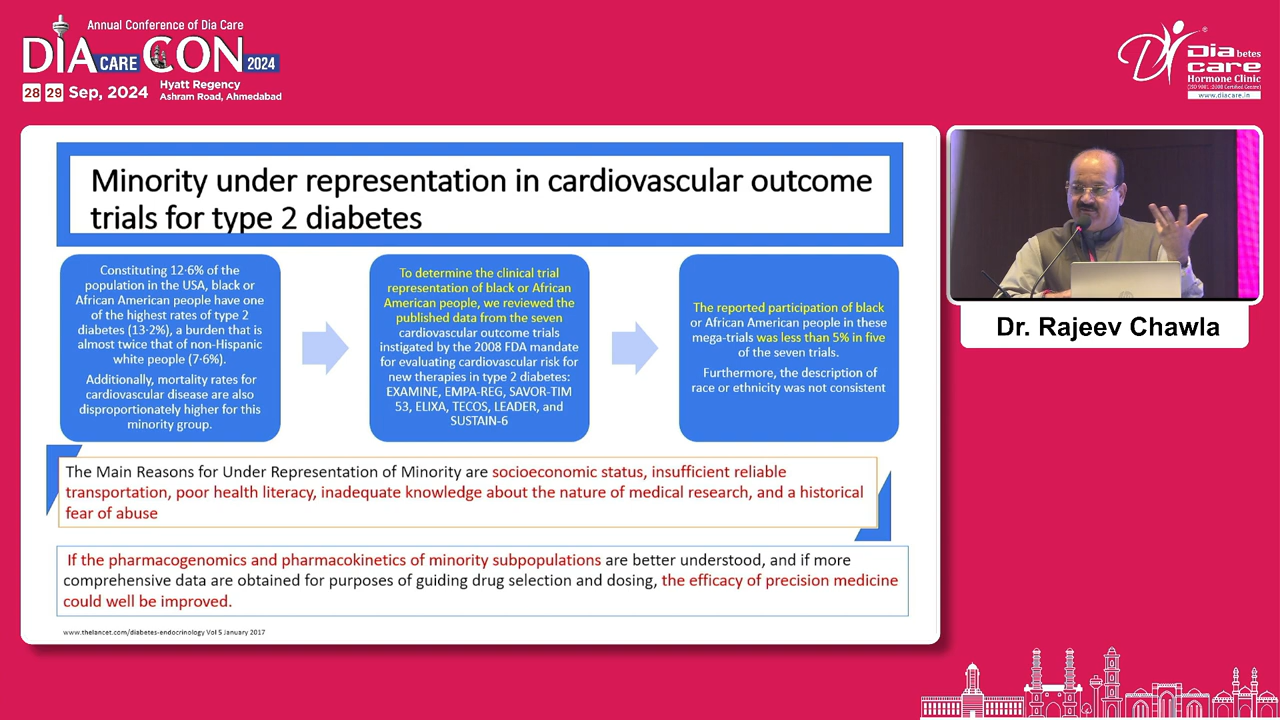 Annual Conference of Dia Care
DIA CARE CON 2024
28 29 Sep, 2024
Hyatt Regency
Ashram Road, Ahmedabad
Diabetes
care
Hormone Clinic
(ISO 9001 :2008 Certified Centre)
www.diacare.in
Minority under representation in cardiovascular outcome
trials for type 2 diabetes
Constituting 12·6% of the
population in the USA, black or
African American people have one
of the highest rates of type 2
diabetes (13·2%), a burden that is
almost twice that of non-Hispanic
white people (7·6%).
Additionally, mortality rates for
cardiovascular disease are also
disproportionately higher for this
minority group.
To determine the clinical trial
representation of black or African
American people, we reviewed the
published data from the seven
cardiovascular outcome trials
instigated by the 2008 FDA mandate
for evaluating cardiovascular risk for
new therapies in type 2 diabetes:
EXAMINE, EMPA-REG, SAVOR-TIM
53, ELIXA, TECOS, LEADER, and
SUSTAIN-6
The reported participation of black
or African American people in these
mega-trials was less than 5% in five
of the seven trials.
Furthermore, the description of
race or ethnicity was not consistent
The Main Reasons for Under Representation of Minority are socioeconomic status, insufficient reliable
transportation, poor health literacy, inadequate knowledge about the nature of medical research, and a historical
fear of abuse
If the pharmacogenomics and pharmacokinetics of minority subpopulations are better understood, and if more
comprehensive data are obtained for purposes of guiding drug selection and dosing, the efficacy of precision medicine
could well be improved.
www.thelancet.com/diabetes-endocrinology Vol 5 January 2017
Dr. Rajeev Chawla